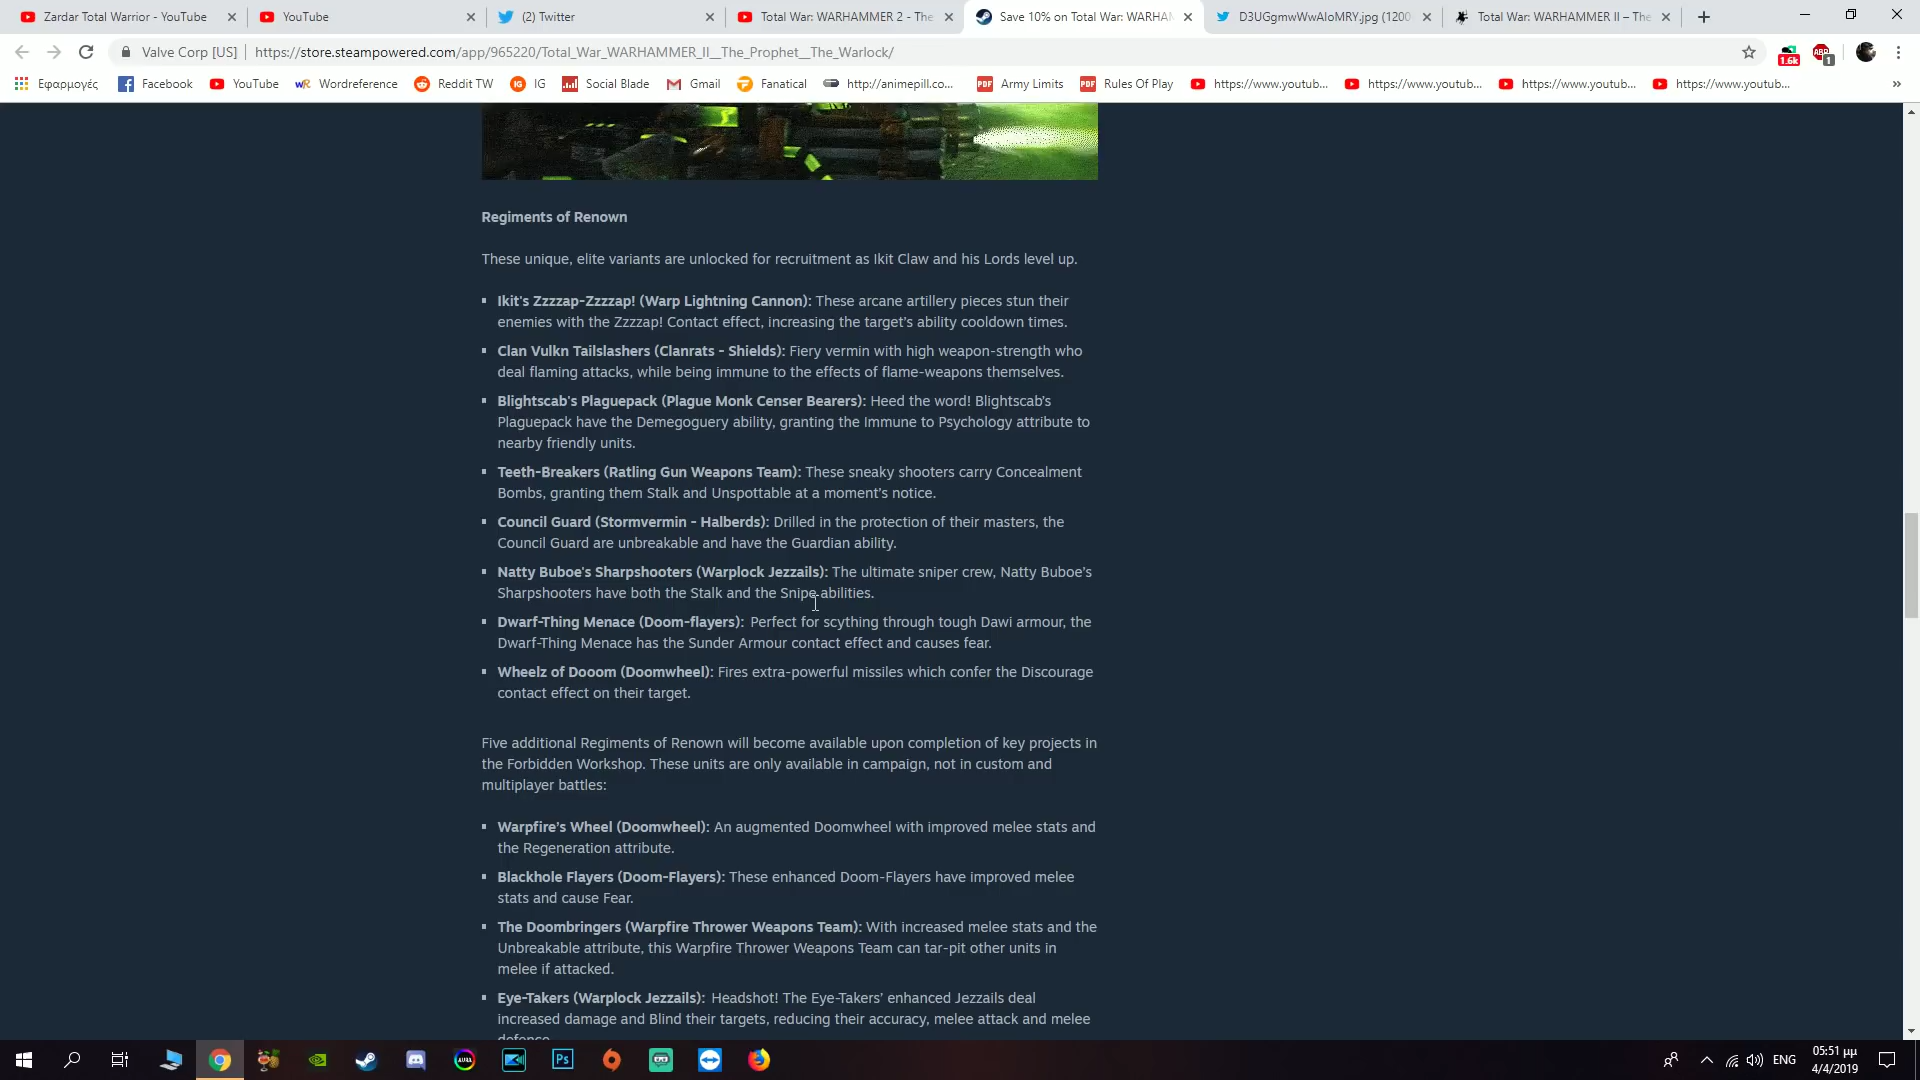 Zardar Total Warrior - YouTube
YouTube
(2) Twitter
Total War: WARHAMMER 2 - The
Save 10% on Total War: WARHAM
D3UGgmwWwAIoMRY.jpg (1200
Total War: WARHAMMER II – The
Valve Corp [US]
https://store.steampowered.com/app/965220/Total_War_WARHAMMER_II__The_Prophet__The_Warlock/
1.6k
ABP
1
Εφαρμογές
Facebook
YouTube
Wordreference
Reddit TW
IG
Social Blade
Gmail
Fanatical
http://animepill.co...
Army Limits
Rules Of Play
https://www.youtub...
https://www.youtub...
https://www.youtub...
https://www.youtub...
Regiments of Renown
These unique, elite variants are unlocked for recruitment as Ikit Claw and his Lords level up.
Ikit's Zzzzap-Zzzzap! (Warp Lightning Cannon): These arcane artillery pieces stun their
enemies with the Zzzzap! Contact effect, increasing the target's ability cooldown times.
Clan Vulkn Tailslashers (Clanrats - Shields): Fiery vermin with high weapon-strength who
deal flaming attacks, while being immune to the effects of flame-weapons themselves.
Blightscab's Plaguepack (Plague Monk Censer Bearers): Heed the word! Blightscab's
Plaguepack have the Demegoguery ability, granting the Immune to Psychology attribute to
nearby friendly units.
Teeth-Breakers (Ratling Gun Weapons Team): These sneaky shooters carry Concealment
Bombs, granting them Stalk and Unspottable at a moment's notice.
Council Guard (Stormvermin - Halberds): Drilled in the protection of their masters, the
Council Guard are unbreakable and have the Guardian ability.
Natty Buboe's Sharpshooters (Warplock Jezzails): The ultimate sniper crew, Natty Buboe's
Sharpshooters have both the Stalk and the Snipe abilities.
Dwarf-Thing Menace (Doom-flayers): Perfect for scything through tough Dawi armour, the
Dwarf-Thing Menace has the Sunder Armour contact effect and causes fear.
Wheelz of Dooom (Doomwheel): Fires extra-powerful missiles which confer the Discourage
contact effect on their target.
Five additional Regiments of Renown will become available upon completion of key projects in
the Forbidden Workshop. These units are only available in campaign, not in custom and
multiplayer battles:
Warpfire's Wheel (Doomwheel): An augmented Doomwheel with improved melee stats and
the Regeneration attribute.
Blackhole Flayers (Doom-Flayers): These enhanced Doom-Flayers have improved melee
stats and cause Fear.
The Doombringers (Warpfire Thrower Weapons Team): With increased melee stats and the
Unbreakable attribute, this Warpfire Thrower Weapons Team can tar-pit other units in
melee if attacked.
Eye-Takers (Warplock Jezzails): Headshot! The Eye-Takers' enhanced Jezzails deal
increased damage and Blind their targets, reducing their accuracy, melee attack and melee
defence.
AURA
Ps
ENG
05:51 μμ
4/4/2019